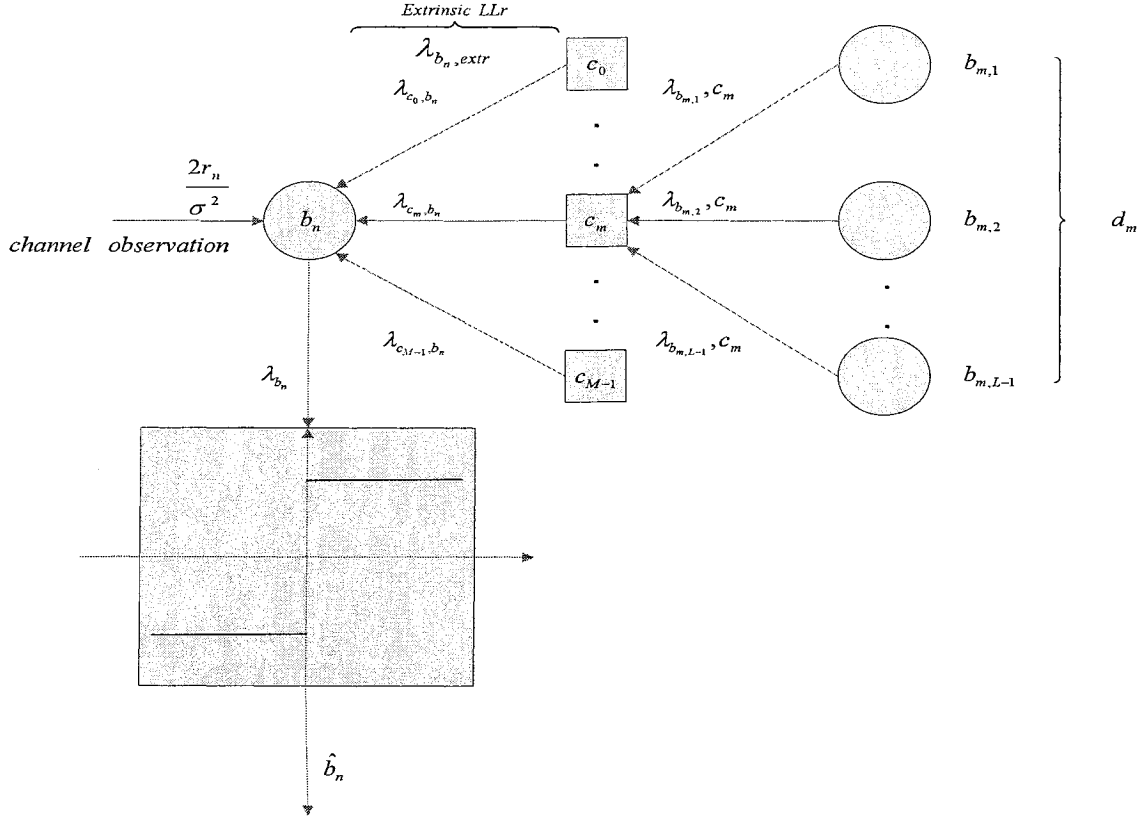 Extrinsic LLr
λ_{b_n,extr}
c_0
b_{m,1}
λ_{c_0,b_n}
λ_{b_{m,1}},c_m
2r_n
σ^2
b_n
λ_{c_m,b_n}
c_m
λ_{b_{m,2}},c_m
b_{m,2}
d_m
channel observation
λ_{c_{M-1},b_n}
λ_{b_{m,L-1}},c_m
λ_{b_n}
c_{M-1}
b_{m,L-1}
b̂_n